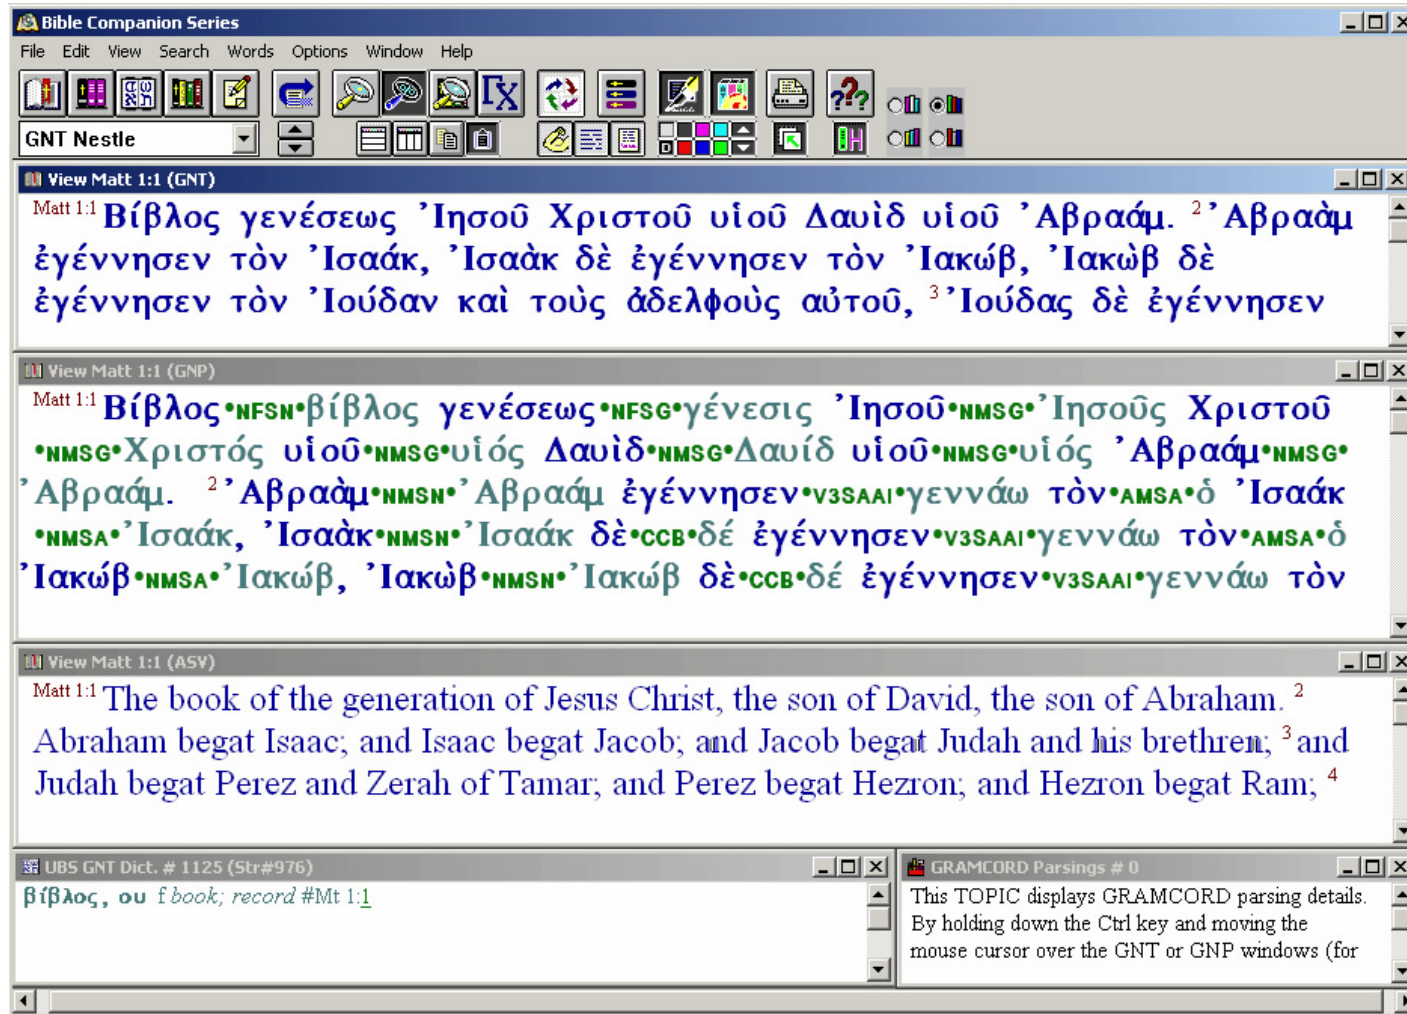 Bible Companion Series
File Edit View Search Words Options Window Help
GNT Nestle
View Matt 1:1 (GNT)
Matt 1:1 Βίβλος γενέσεως Ἰησοῦ Χριστοῦ υἱοῦ Δαυὶδ υἱοῦ Ἀβραάμ. 2 Ἀβραὰμ
ἐγέννησεν τὸν Ἰσαάκ, Ἰσαὰκ δὲ ἐγέννησεν τὸν Ἰακώβ, Ἰακὼβ δὲ
ἐγέννησεν τὸν Ἰούδαν καὶ τοὺς ἀδελφοὺς αὐτοῦ, 3 Ἰούδας δὲ ἐγέννησεν
View Matt 1:1 (GNP)
Matt 1:1 Βίβλος•NFSN•βίβλος γενέσεως•NFSG•γένεσις Ἰησοῦ•NMSG•Ἰησοῦς Χριστοῦ
•NMSG•Χριστός υἱοῦ•NMSG•υἱός Δαυὶδ•NMSG•Δαυίδ υἱοῦ•NMSG•υἱός Ἀβραάμ•NMSG•
Ἀβραάμ. 2 Ἀβραὰμ•NMSN•Ἀβραάμ ἐγέννησεν•V3SAAI•γεννάω τὸν•AMSA•ὁ Ἰσαάκ
•NMSA•Ἰσαάκ, Ἰσαὰκ•NMSN•Ἰσαάκ δὲ•CCB•δέ ἐγέννησεν•V3SAAI•γεννάω τὸν•AMSA•ὁ
Ἰακώβ•NMSA•Ἰακώβ, Ἰακὼβ•NMSN•Ἰακώβ δὲ•CCB•δέ ἐγέννησεν•V3SAAI•γεννάω τὸν
View Matt 1:1 (ASV)
Matt 1:1 The book of the generation of Jesus Christ, the son of David, the son of Abraham. 2
Abraham begat Isaac; and Isaac begat Jacob; and Jacob begat Judah and his brethren; 3 and
Judah begat Perez and Zerah of Tamar; and Perez begat Hezron; and Hezron begat Ram; 4
UBS GNT Dict. # 1125 (Str#976)
βίβλος, ου f book; record #Mt 1:1
GRAMCORD Parsings # 0
This TOPIC displays GRAMCORD parsing details.
By holding down the Ctrl key and moving the
mouse cursor over the GNT or GNP windows (for